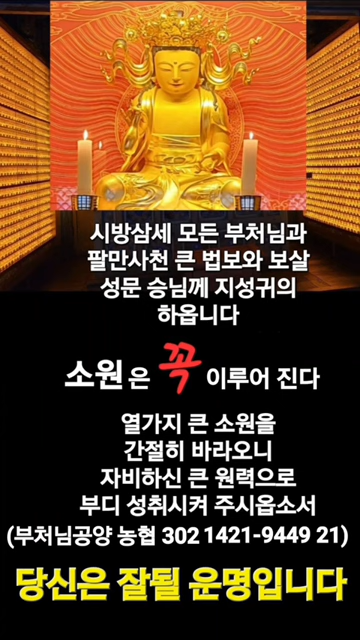 시방삼세 모든 부처님과
팔만사천 큰 법보와 보살
성문 승님께 지성귀의
하옵니다
소원은 꼭 이루어 진다
열가지 큰 소원을
간절히 바라오니
자비하신 큰 원력으로
부디 성취시켜 주시옵소서
(부처님공양 농협 302 1421-9449 21)
당신은 잘될 운명입니다